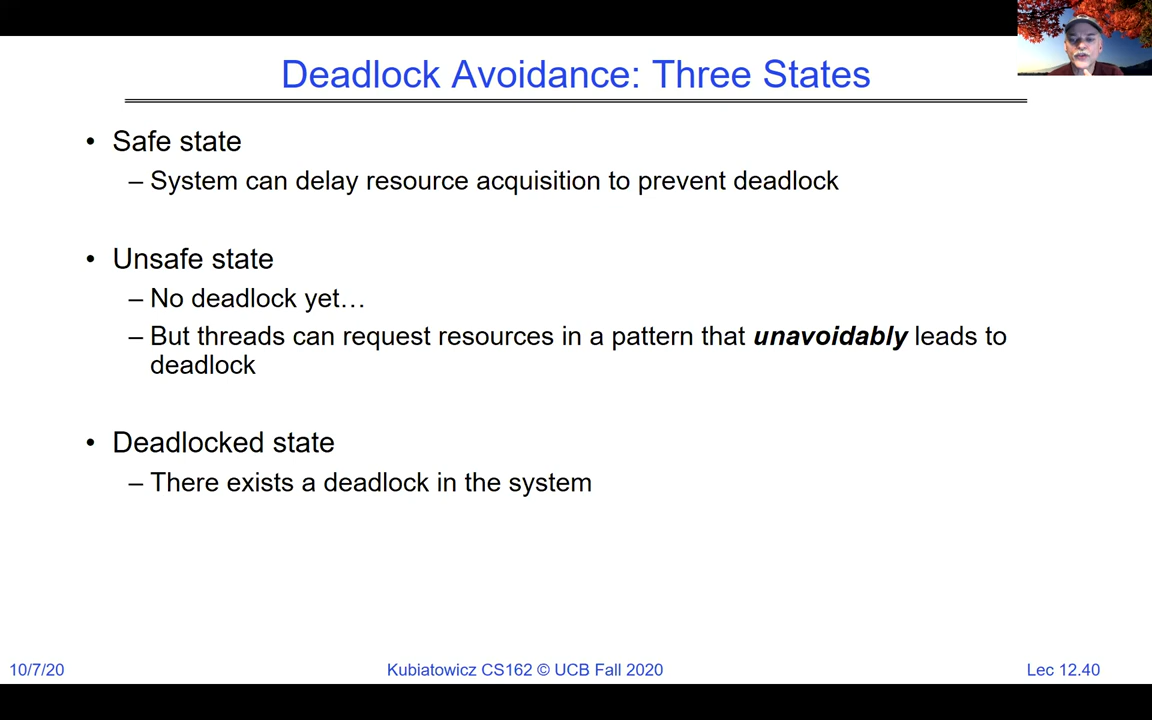 Deadlock Avoidance: Three States
• Safe state
– System can delay resource acquisition to prevent deadlock
• Unsafe state
– No deadlock yet…
– But threads can request resources in a pattern that unavoidably leads to
deadlock
• Deadlocked state
– There exists a deadlock in the system
10/7/20
Kubiatowicz CS162 © UCB Fall 2020
Lec 12.40